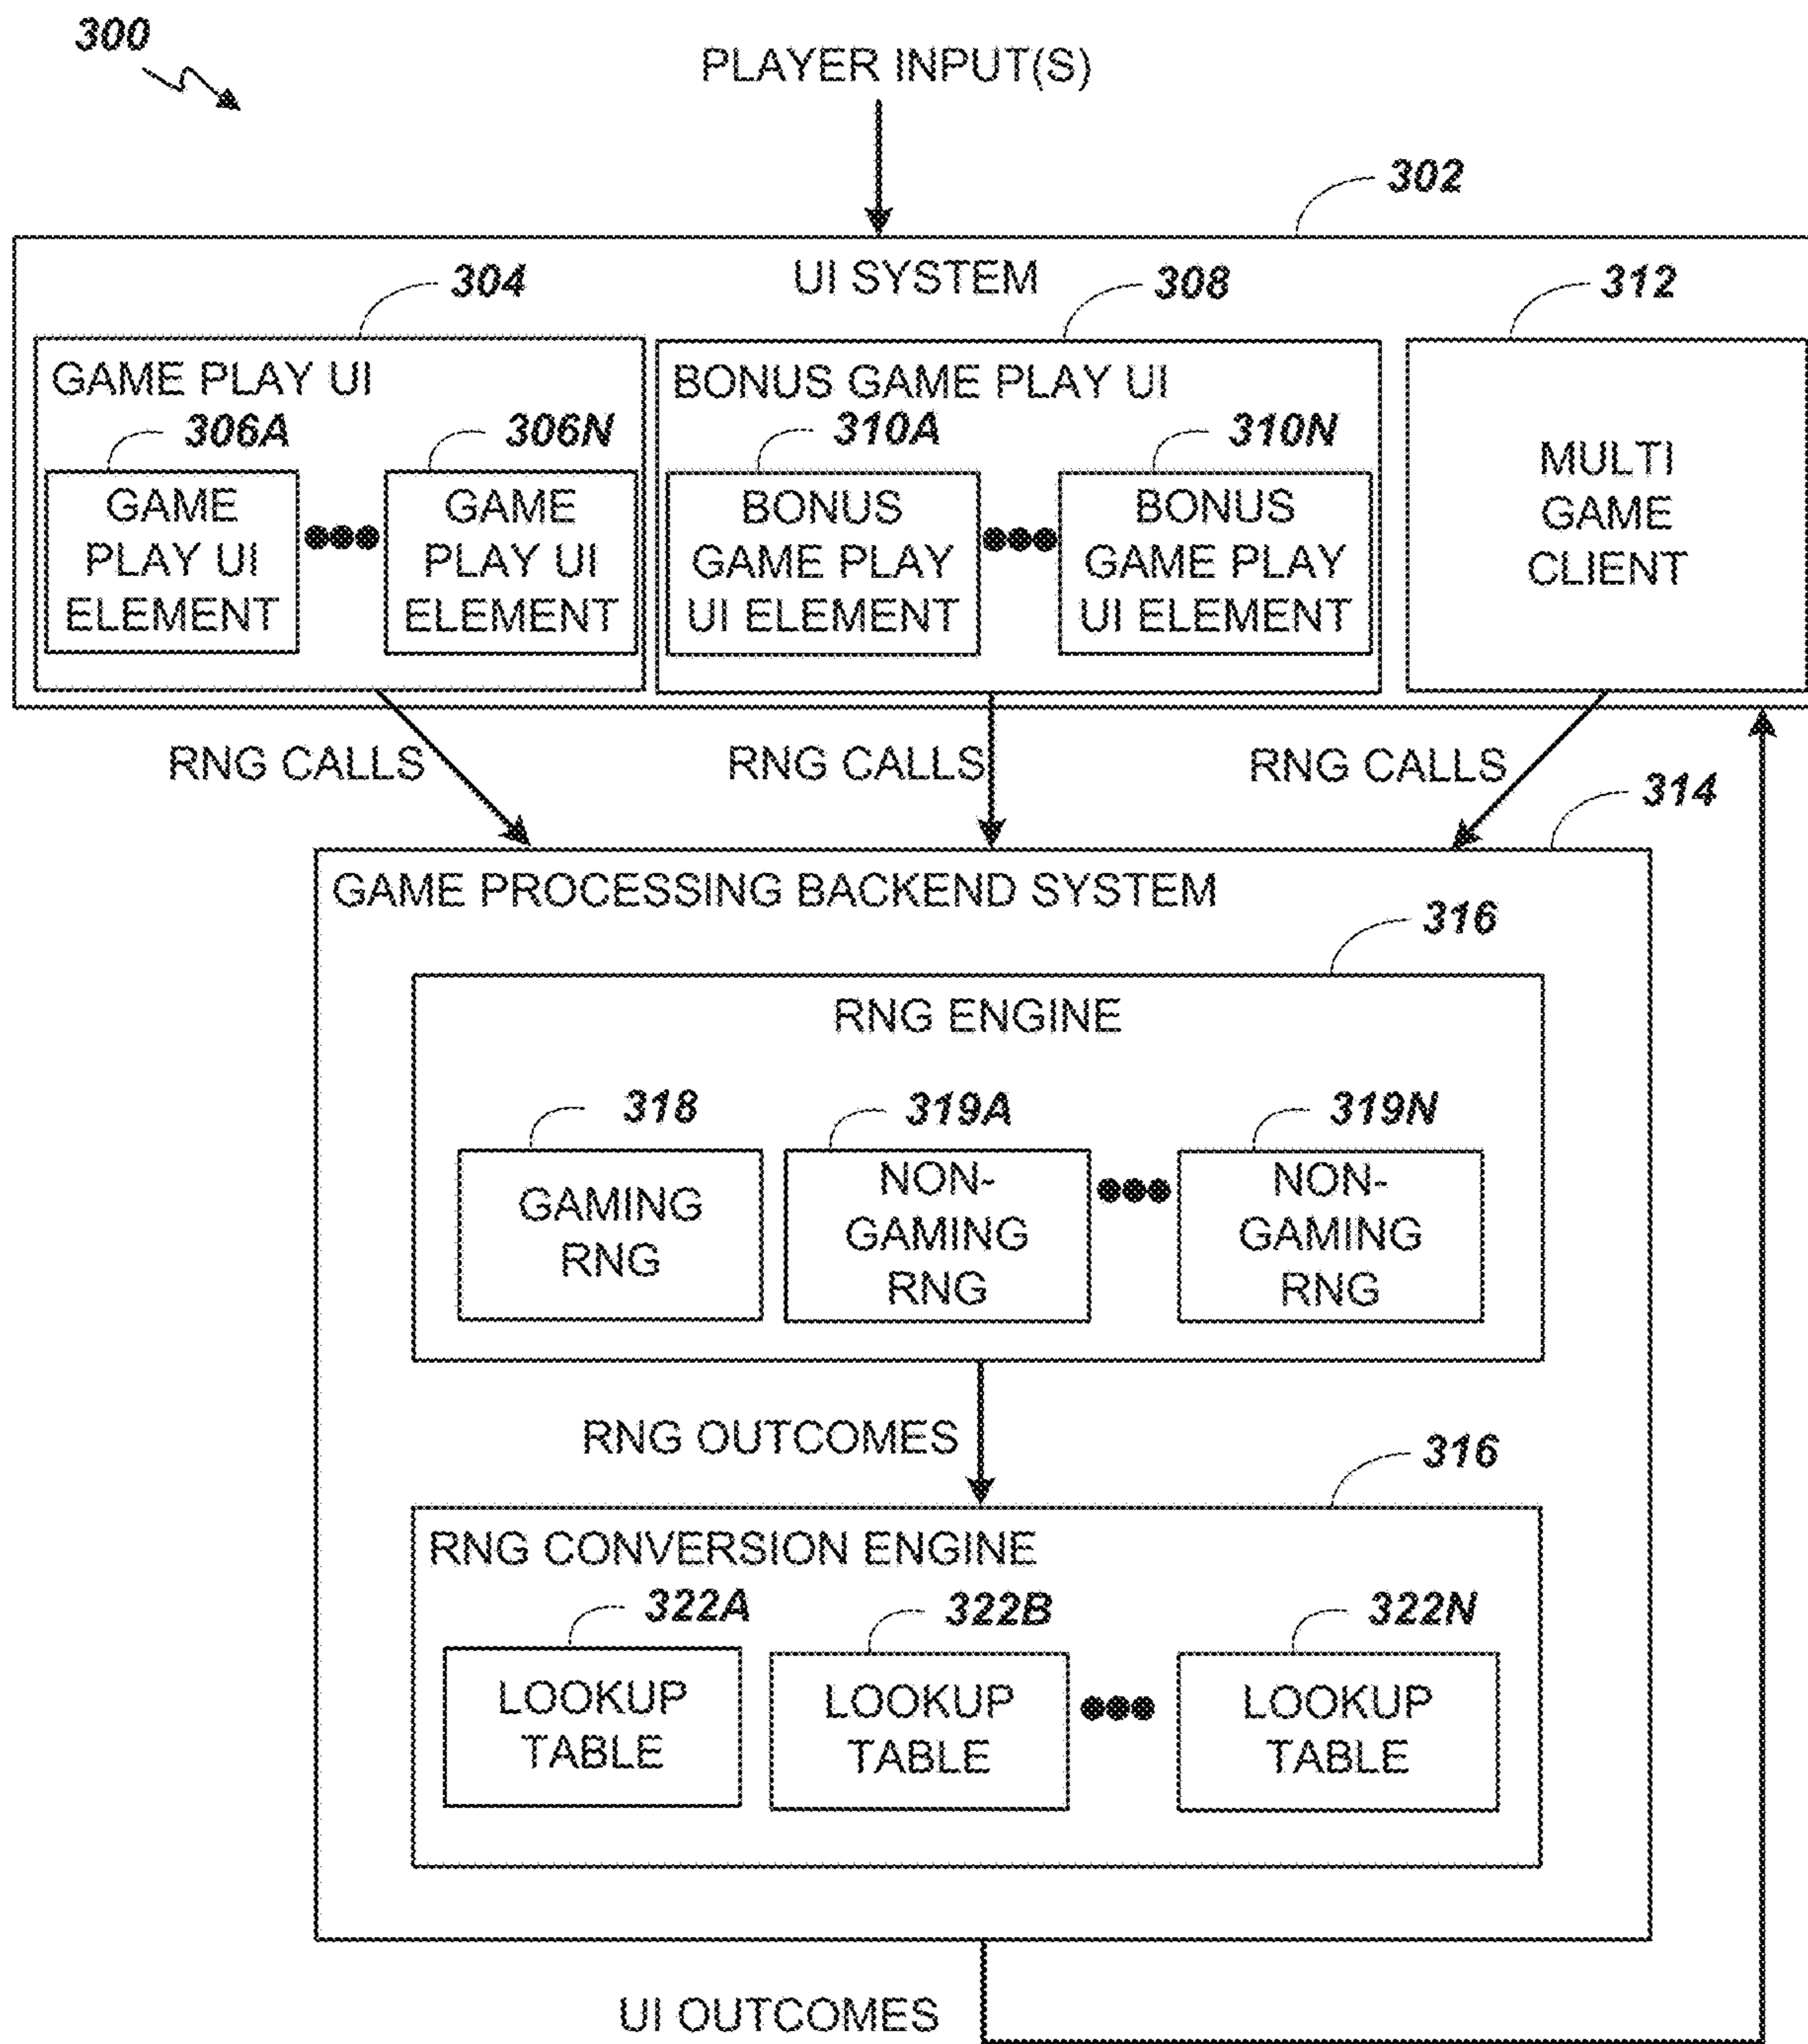 300
PLAYER INPUT(S)
302
UI SYSTEM
304
308
312
GAME PLAY UI
BONUS GAME PLAY UI
306A
306N
310A
310N
GAME
PLAY UI
ELEMENT
GAME
PLAY UI
ELEMENT
BONUS
GAME PLAY
UI ELEMENT
BONUS
GAME PLAY
UI ELEMENT
MULTI
GAME
CLIENT
RNG CALLS
RNG CALLS
RNG CALLS
314
GAME PROCESSING BACKEND SYSTEM
316
RNG ENGINE
318
319A
319N
GAMING
RNG
NON-
GAMING
RNG
NON-
GAMING
RNG
RNG OUTCOMES
316
RNG CONVERSION ENGINE
322A
322B
322N
LOOKUP
TABLE
LOOKUP
TABLE
LOOKUP
TABLE
UI OUTCOMES